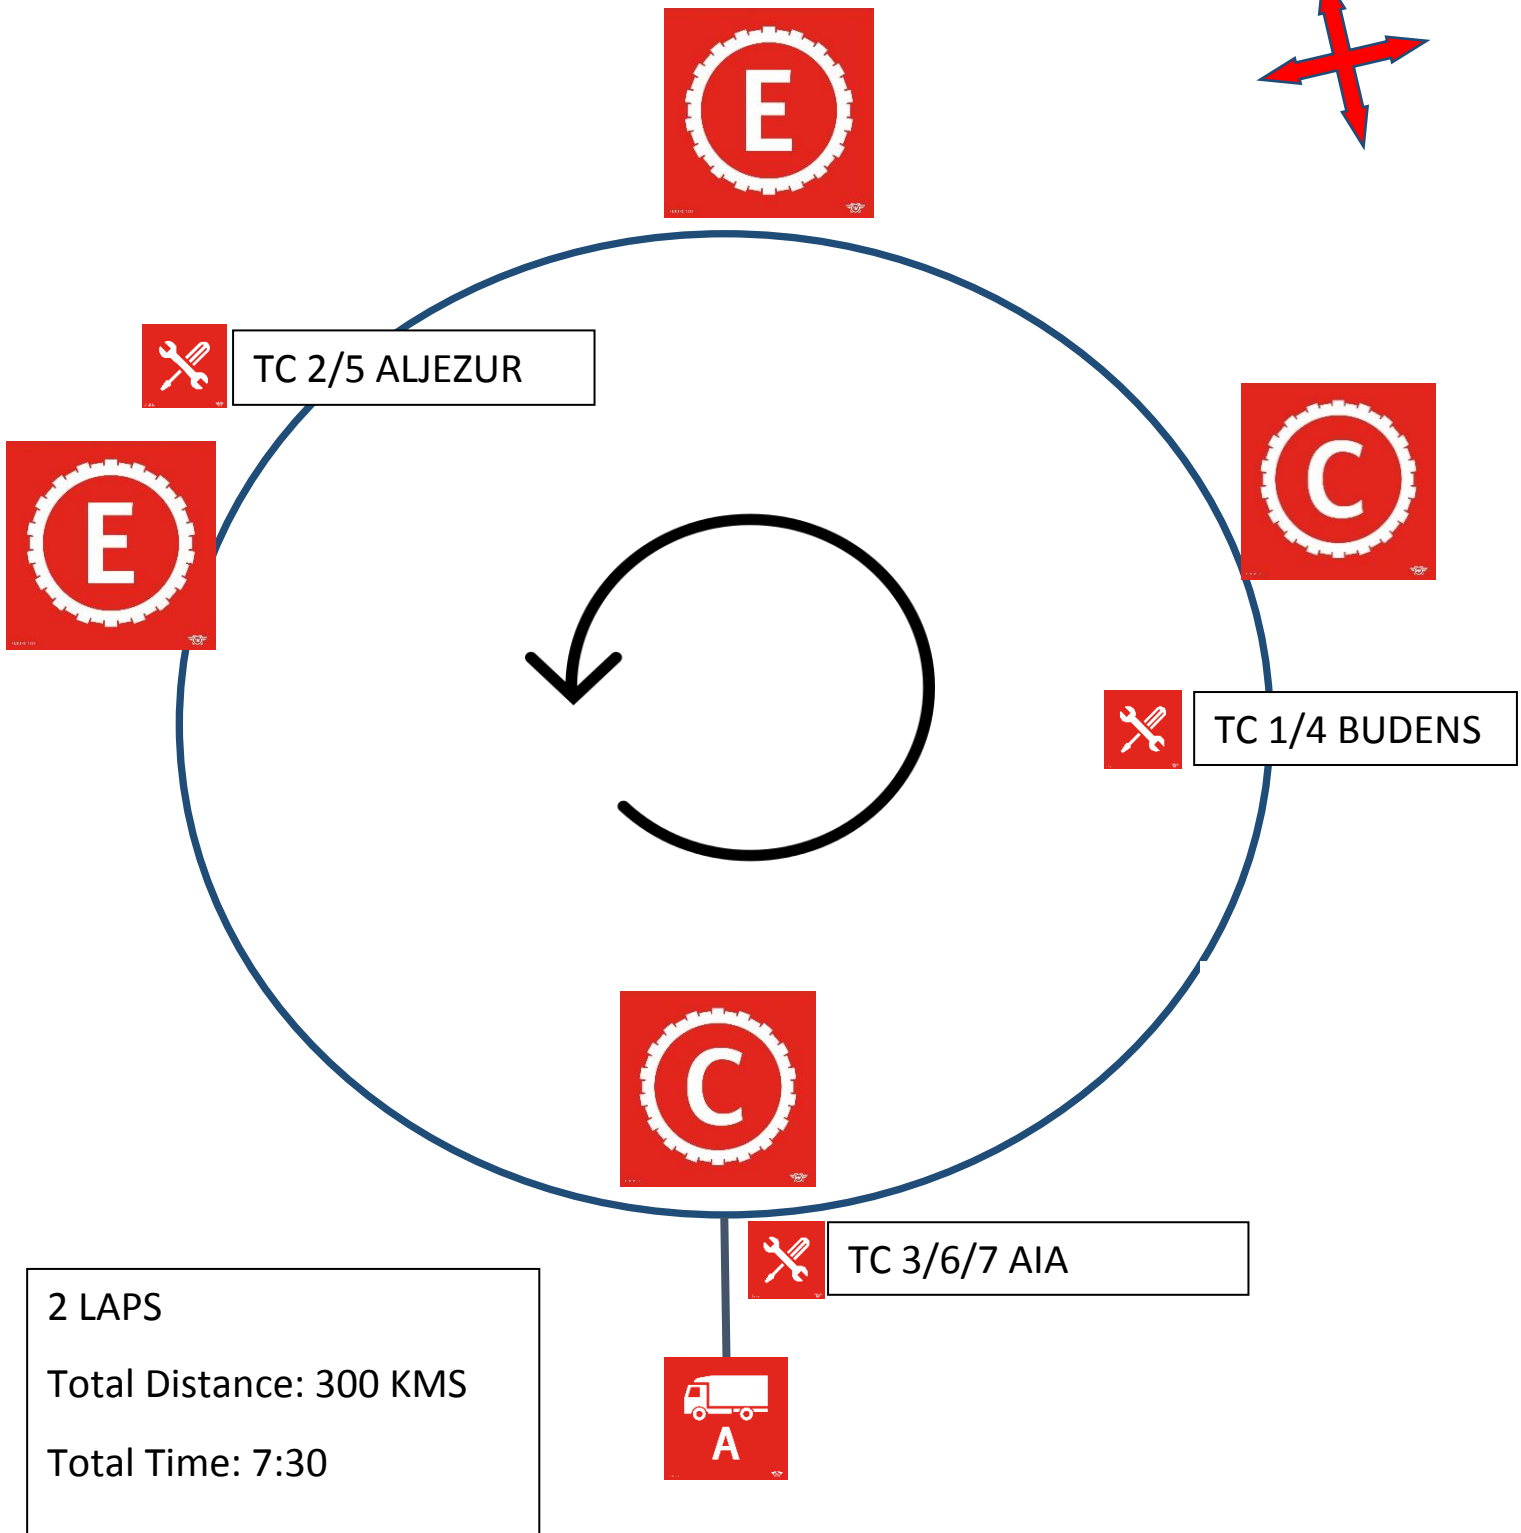 E
TC 2/5 ALJEZUR
C
E
TC 1/4 BUDENS
C
TC 3/6/7 AIA
2 LAPS
Total Distance: 300 KMS
Total Time: 7:30
A